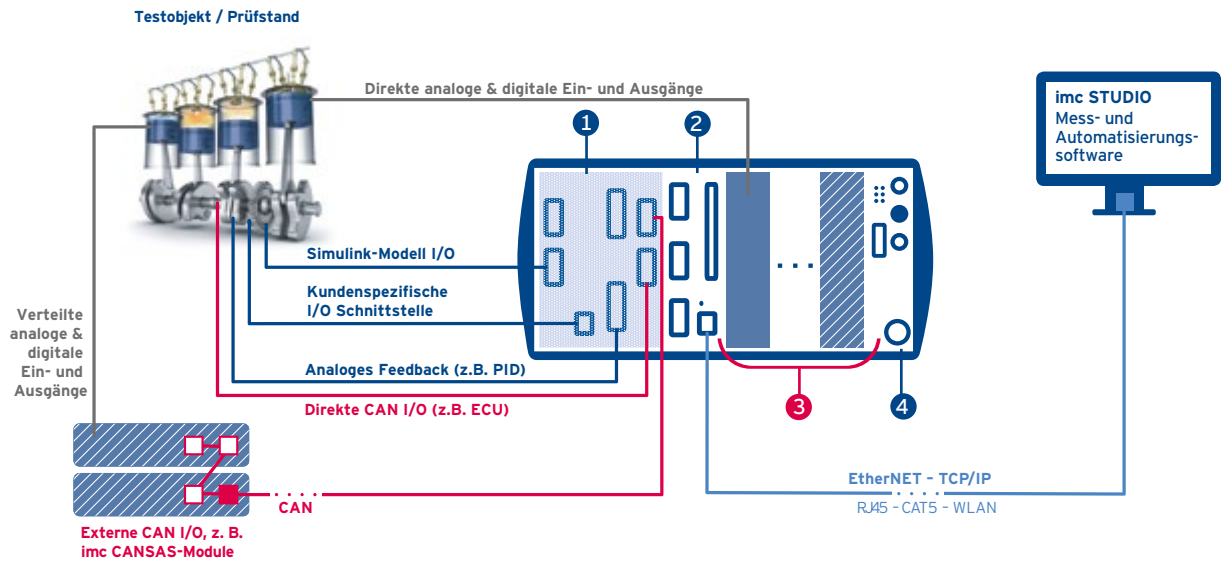 Testobjekt / Prüfstand
Direkte analoge & digitale Ein- und Ausgänge
1
2
imc STUDIO
Mess- und
Automatisierungs-
software
Simulink-Modell I/O
Kundenspezifische
I/O Schnittstelle
Verteilte
analoge &
digitale
Ein- und
Ausgänge
Analoges Feedback (z.B. PID)
Direkte CAN I/O (z.B. ECU)
3
4
EtherNET – TCP/IP
RJ45 – CAT5 – WLAN
CAN
Externe CAN I/O, z. B.
imc CANSAS-Module